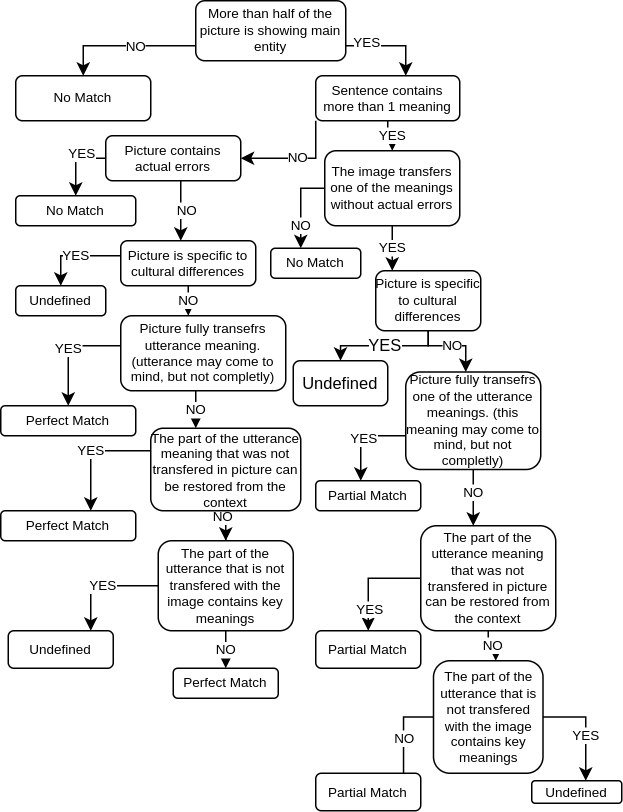 More than half of the
picture is showing main
entity
NO
YES
No Match
Sentence contains
more than 1 meaning
YES
NO
YES
Picture contains
actual errors
The image transfers
one of the meanings
without actual errors
No Match
NO
NO
YES
No Match
Picture is specific to
cultural differences
YES
Undefined
NO
Picture is specific
to cultural
differences
Picture fully transefrs
utterance meaning.
(utterance may come to
mind, but not completly)
YES
YES
NO
Undefined
Picture fully transefrs
one of the utterance
meanings. (this
meaning may come to
mind, but not
completly)
Perfect Match
NO
The part of the utterance
meaning that was not
transfered in picture can
be restored from the
context
YES
YES
Partial Match
NO
Perfect Match
NO
The part of the
utterance meaning
that was not
transfered in picture
can be restored from
the context
The part of the
utterance that is not
transfered with the
image contains key
meanings
YES
YES
Undefined
NO
Partial Match
NO
Perfect Match
The part of the
utterance that is
not transfered
with the image
contains key
meanings
NO
YES
Partial Match
Undefined